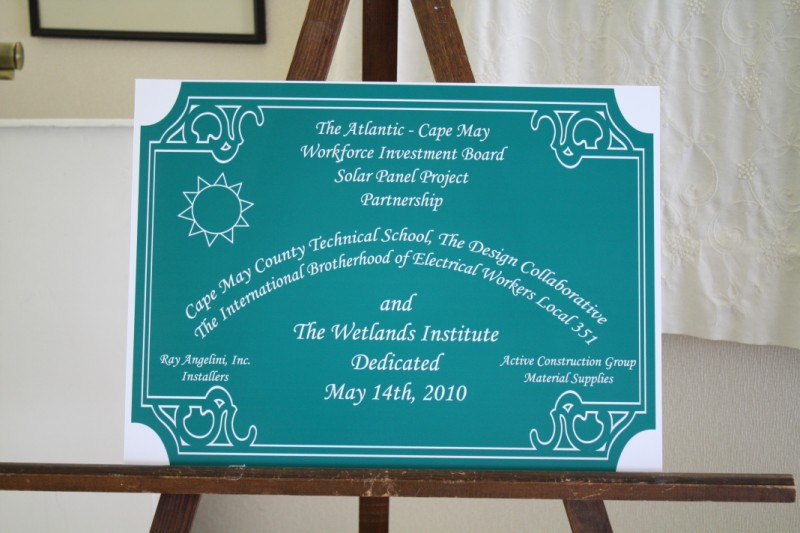 The Atlantic - Cape May
Workforce Investment Board
Solar Panel Project
Partnership
Cape May County Technical School, The Design Collaborative
The International Brotherhood of Electrical Workers Local 351
and
The Wetlands Institute
Dedicated
May 14th, 2010
Ray Angelini, Inc.
Installers
Active Construction Group
Material Supplies